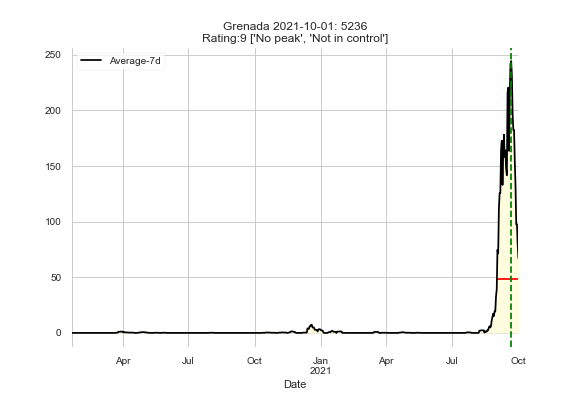 Grenada 2021-10-01: 5236
Rating:9 ['No peak', 'Not in control']
Average-7d
250
200
150
100
50
0
Apr
Jul
Oct
Jan
2021
Apr
Jul
Oct
Date